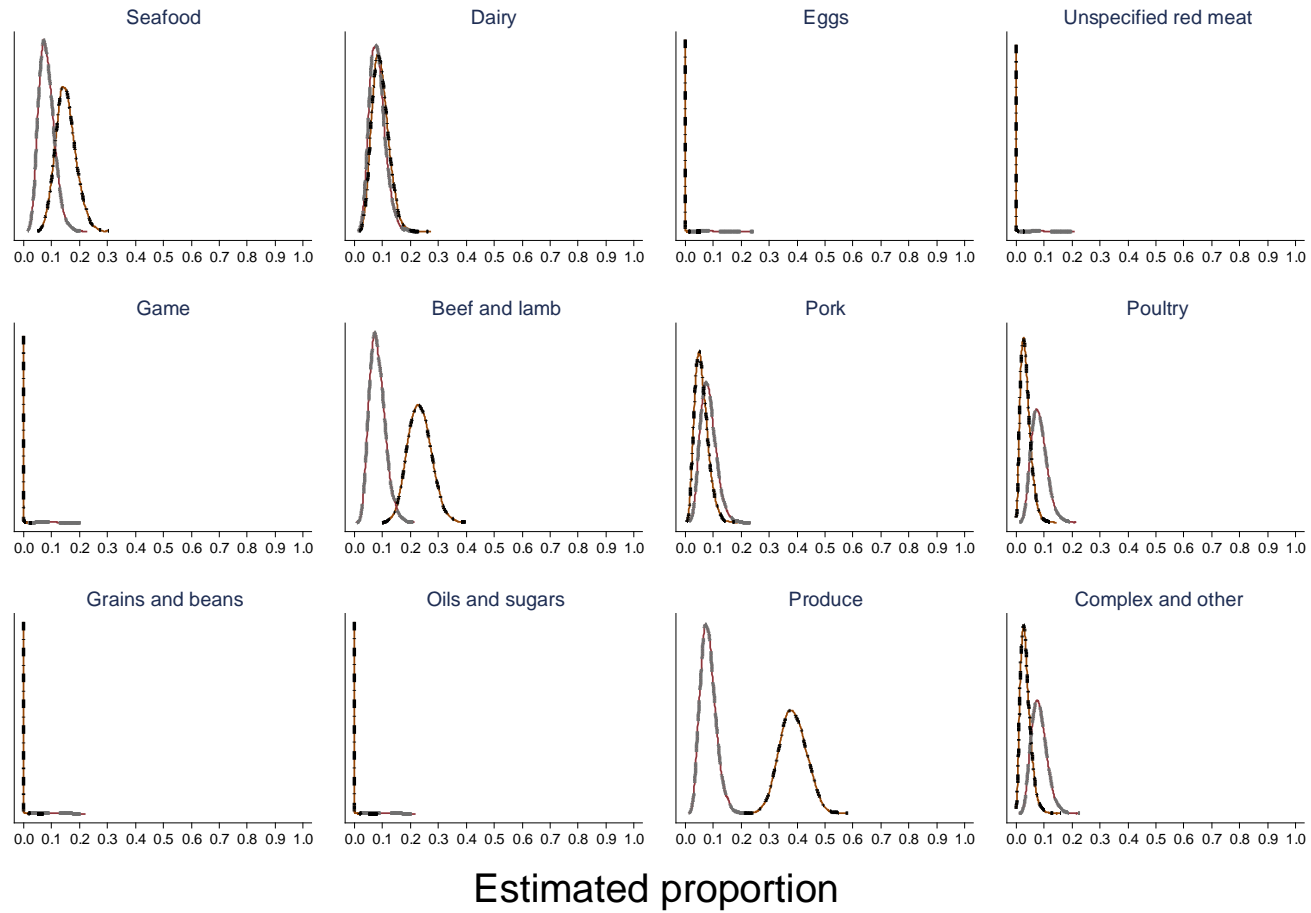 Seafood Dairy Eggs Unspecified red meat
0.0 0.1 0.2 0.3 0.4 0.5 0.6 0.7 0.8 0.9 1.0 0.0 0.1 0.2 0.3 0.4 0.5 0.6 0.7 0.8 0.9 1.0 0.0 0.1 0.2 0.3 0.4 0.5 0.6 0.7 0.8 0.9 1.0 0.0 0.1 0.2 0.3 0.4 0.5 0.6 0.7 0.8 0.9 1.0
Game Beef and lamb Pork Poultry
0.0 0.1 0.2 0.3 0.4 0.5 0.6 0.7 0.8 0.9 1.0 0.0 0.1 0.2 0.3 0.4 0.5 0.6 0.7 0.8 0.9 1.0 0.0 0.1 0.2 0.3 0.4 0.5 0.6 0.7 0.8 0.9 1.0 0.0 0.1 0.2 0.3 0.4 0.5 0.6 0.7 0.8 0.9 1.0
Grains and beans Oils and sugars Produce Complex and other
0.0 0.1 0.2 0.3 0.4 0.5 0.6 0.7 0.8 0.9 1.0 0.0 0.1 0.2 0.3 0.4 0.5 0.6 0.7 0.8 0.9 1.0 0.0 0.1 0.2 0.3 0.4 0.5 0.6 0.7 0.8 0.9 1.0 0.0 0.1 0.2 0.3 0.4 0.5 0.6 0.7 0.8 0.9 1.0
Estimated proportion